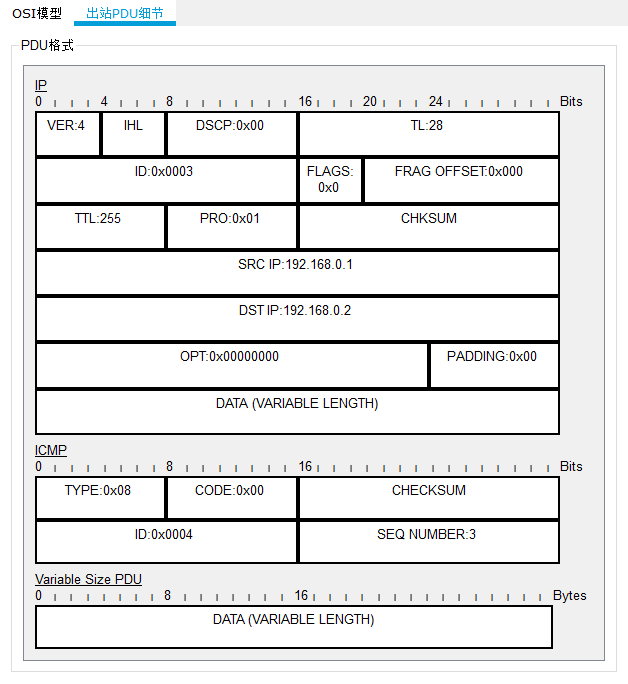 OSI模型 出站PDU细节
PDU格式
IP
0 4 8 16 20 24 Bits
VER:4 IHL DSCP:0x00 TL:28
ID:0x0003 FLAGS: 0x0 FRAG OFFSET:0x000
TTL:255 PRO:0x01 CHKSUM
SRC IP:192.168.0.1
DST IP:192.168.0.2
OPT:0x00000000 PADDING:0x00
DATA (VARIABLE LENGTH)
ICMP
0 8 16 Bits
TYPE:0x08 CODE:0x00 CHECKSUM
ID:0x0004 SEQ NUMBER:3
Variable Size PDU
0 8 16 Bytes
DATA (VARIABLE LENGTH)